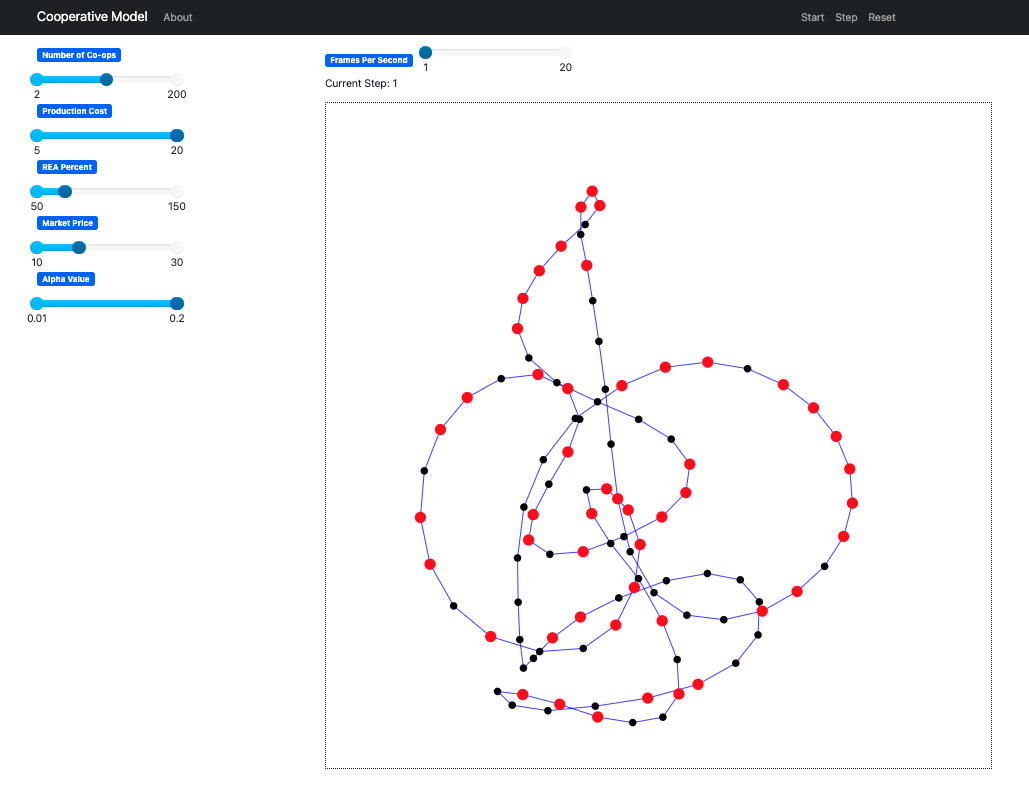 Cooperative Model About Start Step Reset
Number of Co-ops
2 200
Production Cost
5 20
REA Percent
50 150
Market Price
10 30
Alpha Value
0.01 0.2
Frames Per Second
1 20
Current Step: 1